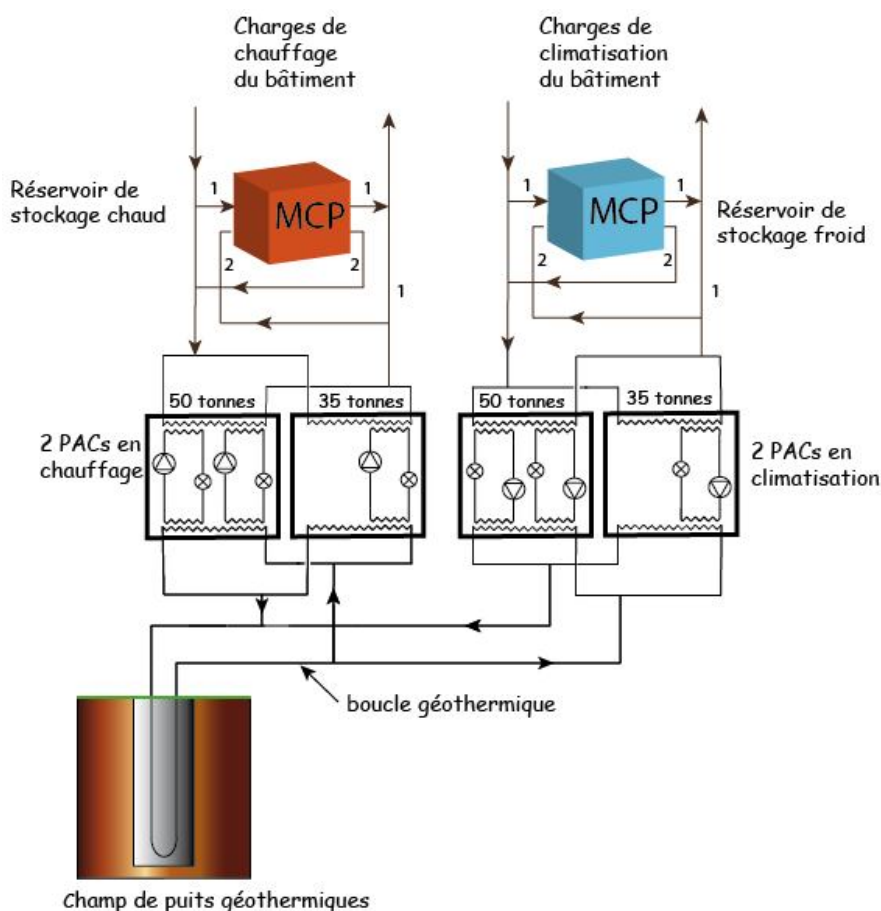 Charges de
chauffage
du bâtiment
Charges de
climatisation
du bâtiment
Réservoir de
stockage chaud
1
MCP
1
2
2
1
1
MCP
1
2
2
1
Réservoir de
stockage froid
50 tonnes
35 tonnes
50 tonnes
35 tonnes
2 PACs en
chauffage
2 PACs en
climatisation
boucle géothermique
Champ de puits géothermiques